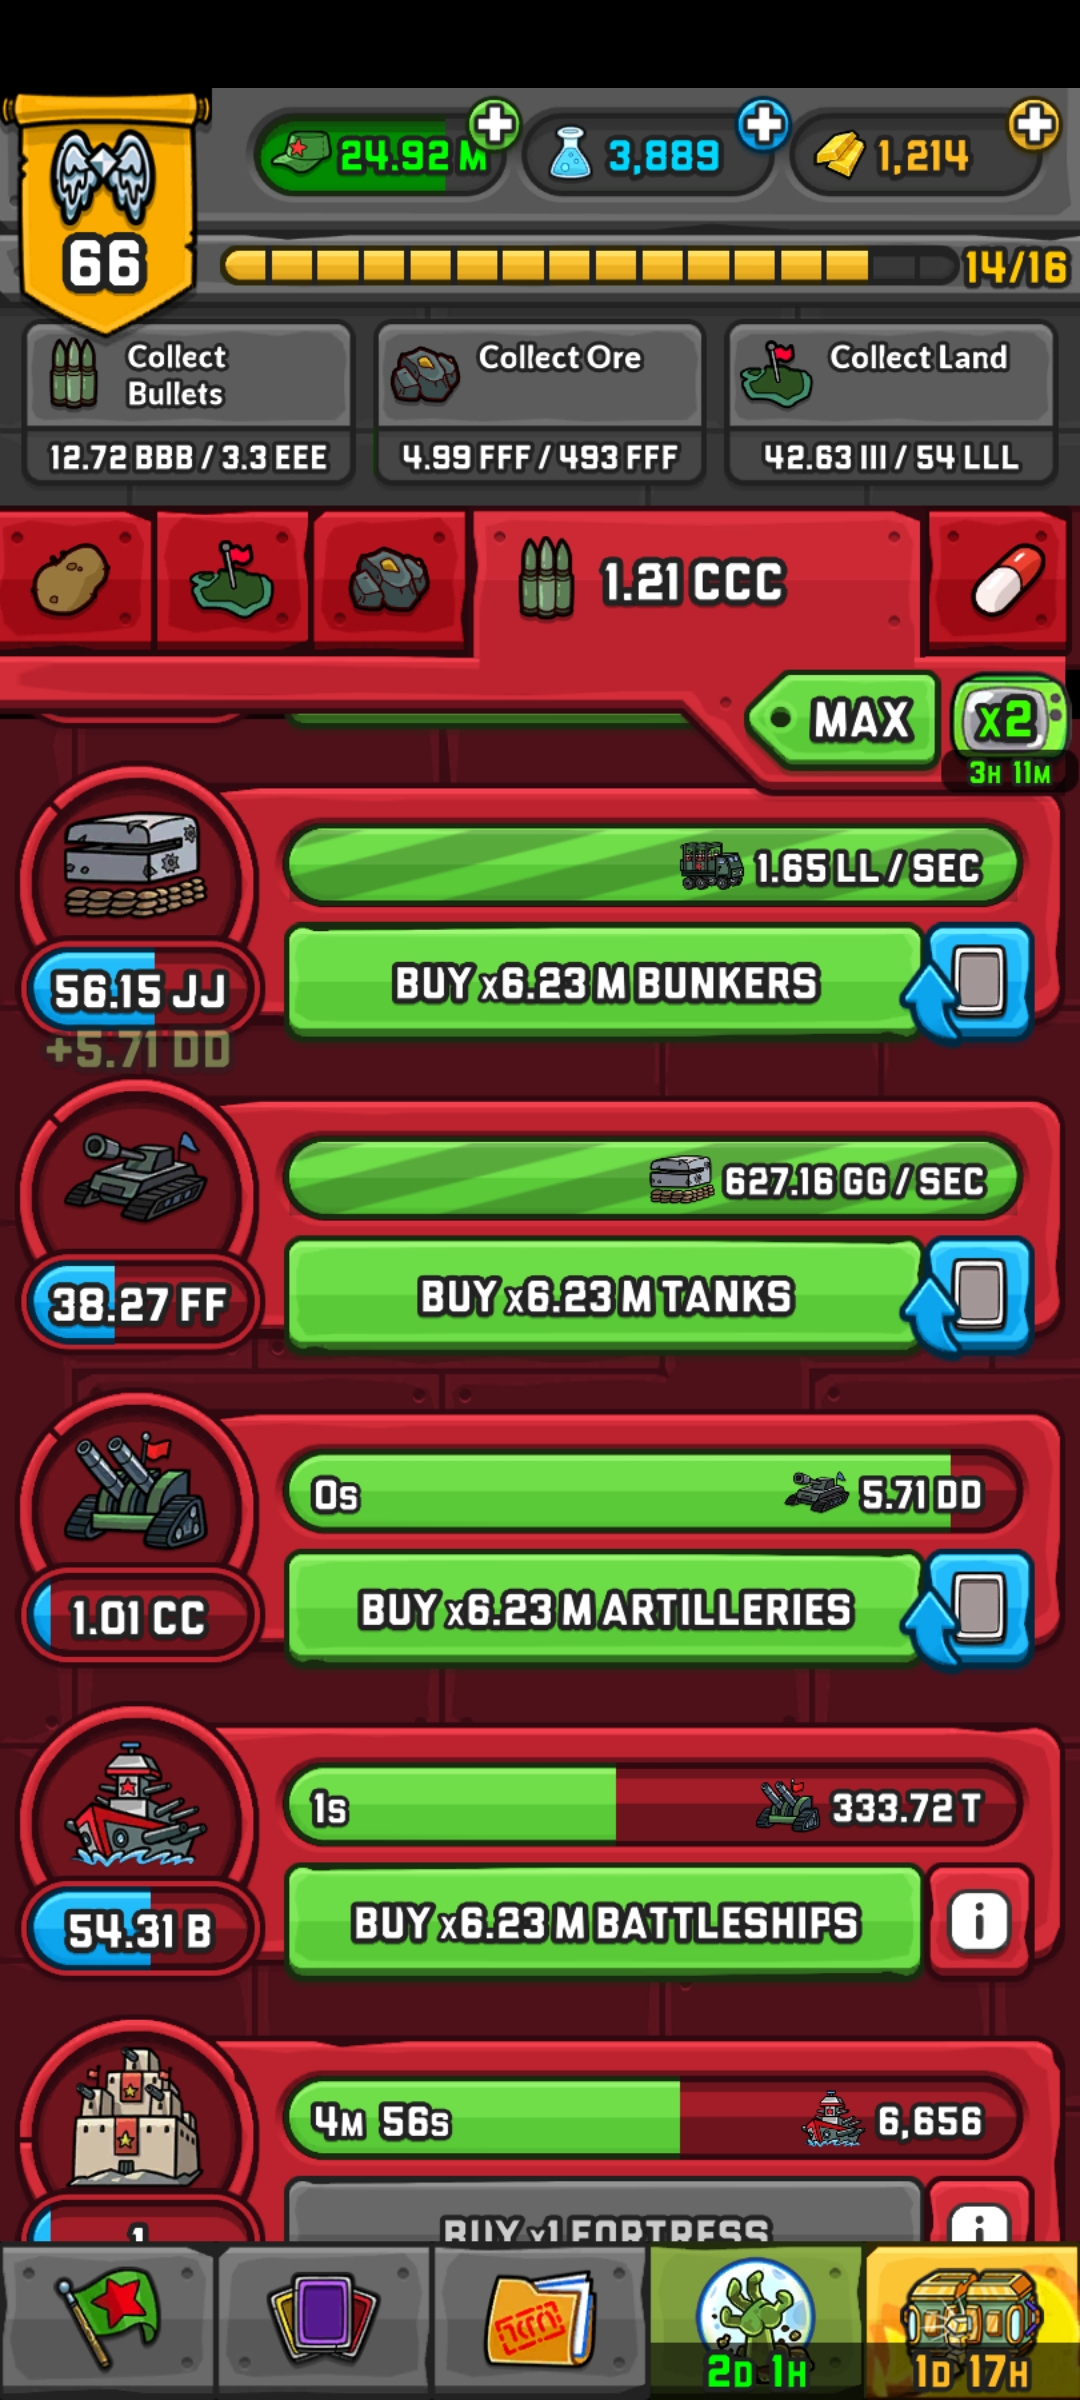 24.92 M
3,889
1,214
66
14/16
Collect
Bullets
12.72 BBB / 3.3 EEE
Collect Ore
4.99 FFF / 493 FFF
Collect Land
42.63 III / 54 LLL
1.21 CCC
MAX
x2
3H 11M
1.65 LL / SEC
56.15 JJ
BUY x6.23 M BUNKERS
+5.71 DD
627.16 GG / SEC
38.27 FF
BUY x6.23 M TANKS
0s
5.71 DD
1.01 CC
BUY x6.23 M ARTILLERIES
1s
333.72 T
54.31 B
BUY x6.23 M BATTLESHIPS
i
4M 56s
6,656
1
BUY x1 FORTRESS
i
2D 1H
1D 17H